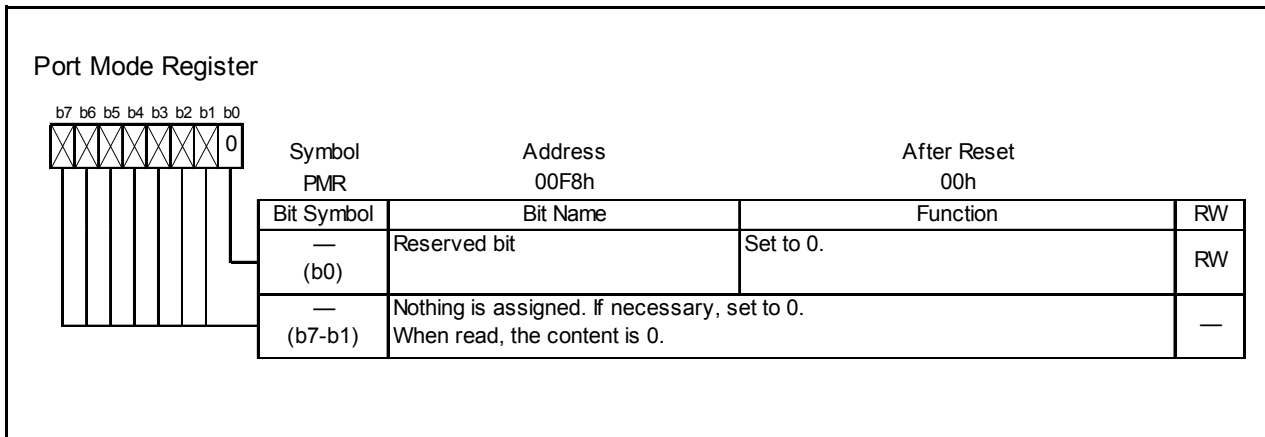 Port Mode Register
b7 b6 b5 b4 b3 b2 b1 b0
0
Symbol Address After Reset
PMR 00F8h 00h
Bit Symbol Bit Name Function RW
— Reserved bit Set to 0. RW
(b0)
— Nothing is assigned. If necessary, set to 0. —
(b7-b1) When read, the content is 0.